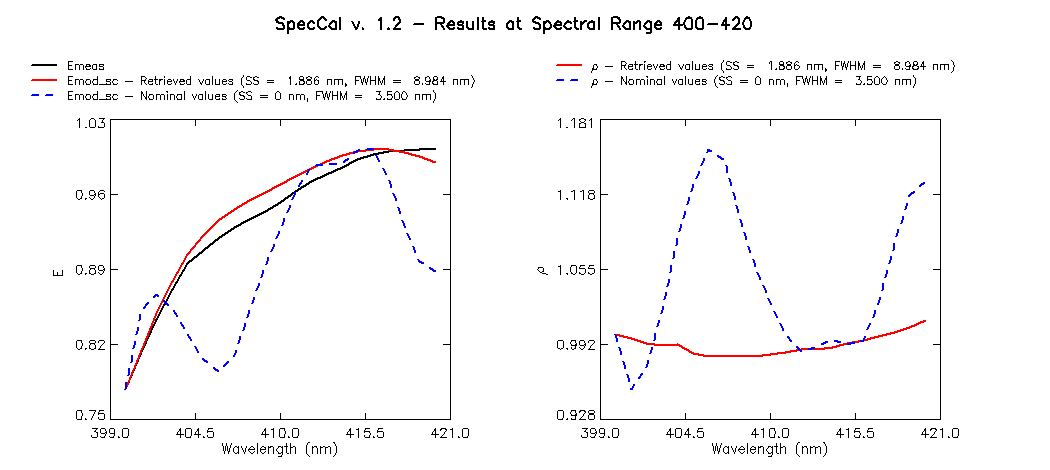 SpecCal v. 1.2 - Results at Spectral Range 400-420
Emeas
Emod_sc - Retrieved values (SS = 1.886 nm, FWHM = 8.984 nm)
Emod_sc - Nominal values (SS = 0 nm, FWHM = 3.500 nm)
1.03
0.96
0.89
0.82
0.75
E
399.0 404.5 410.0 415.5 421.0
Wavelength (nm)
ρ - Retrieved values (SS = 1.886 nm, FWHM = 8.984 nm)
ρ - Nominal values (SS = 0 nm, FWHM = 3.500 nm)
1.181
1.118
1.055
0.992
0.928
ρ
399.0 404.5 410.0 415.5 421.0
Wavelength (nm)